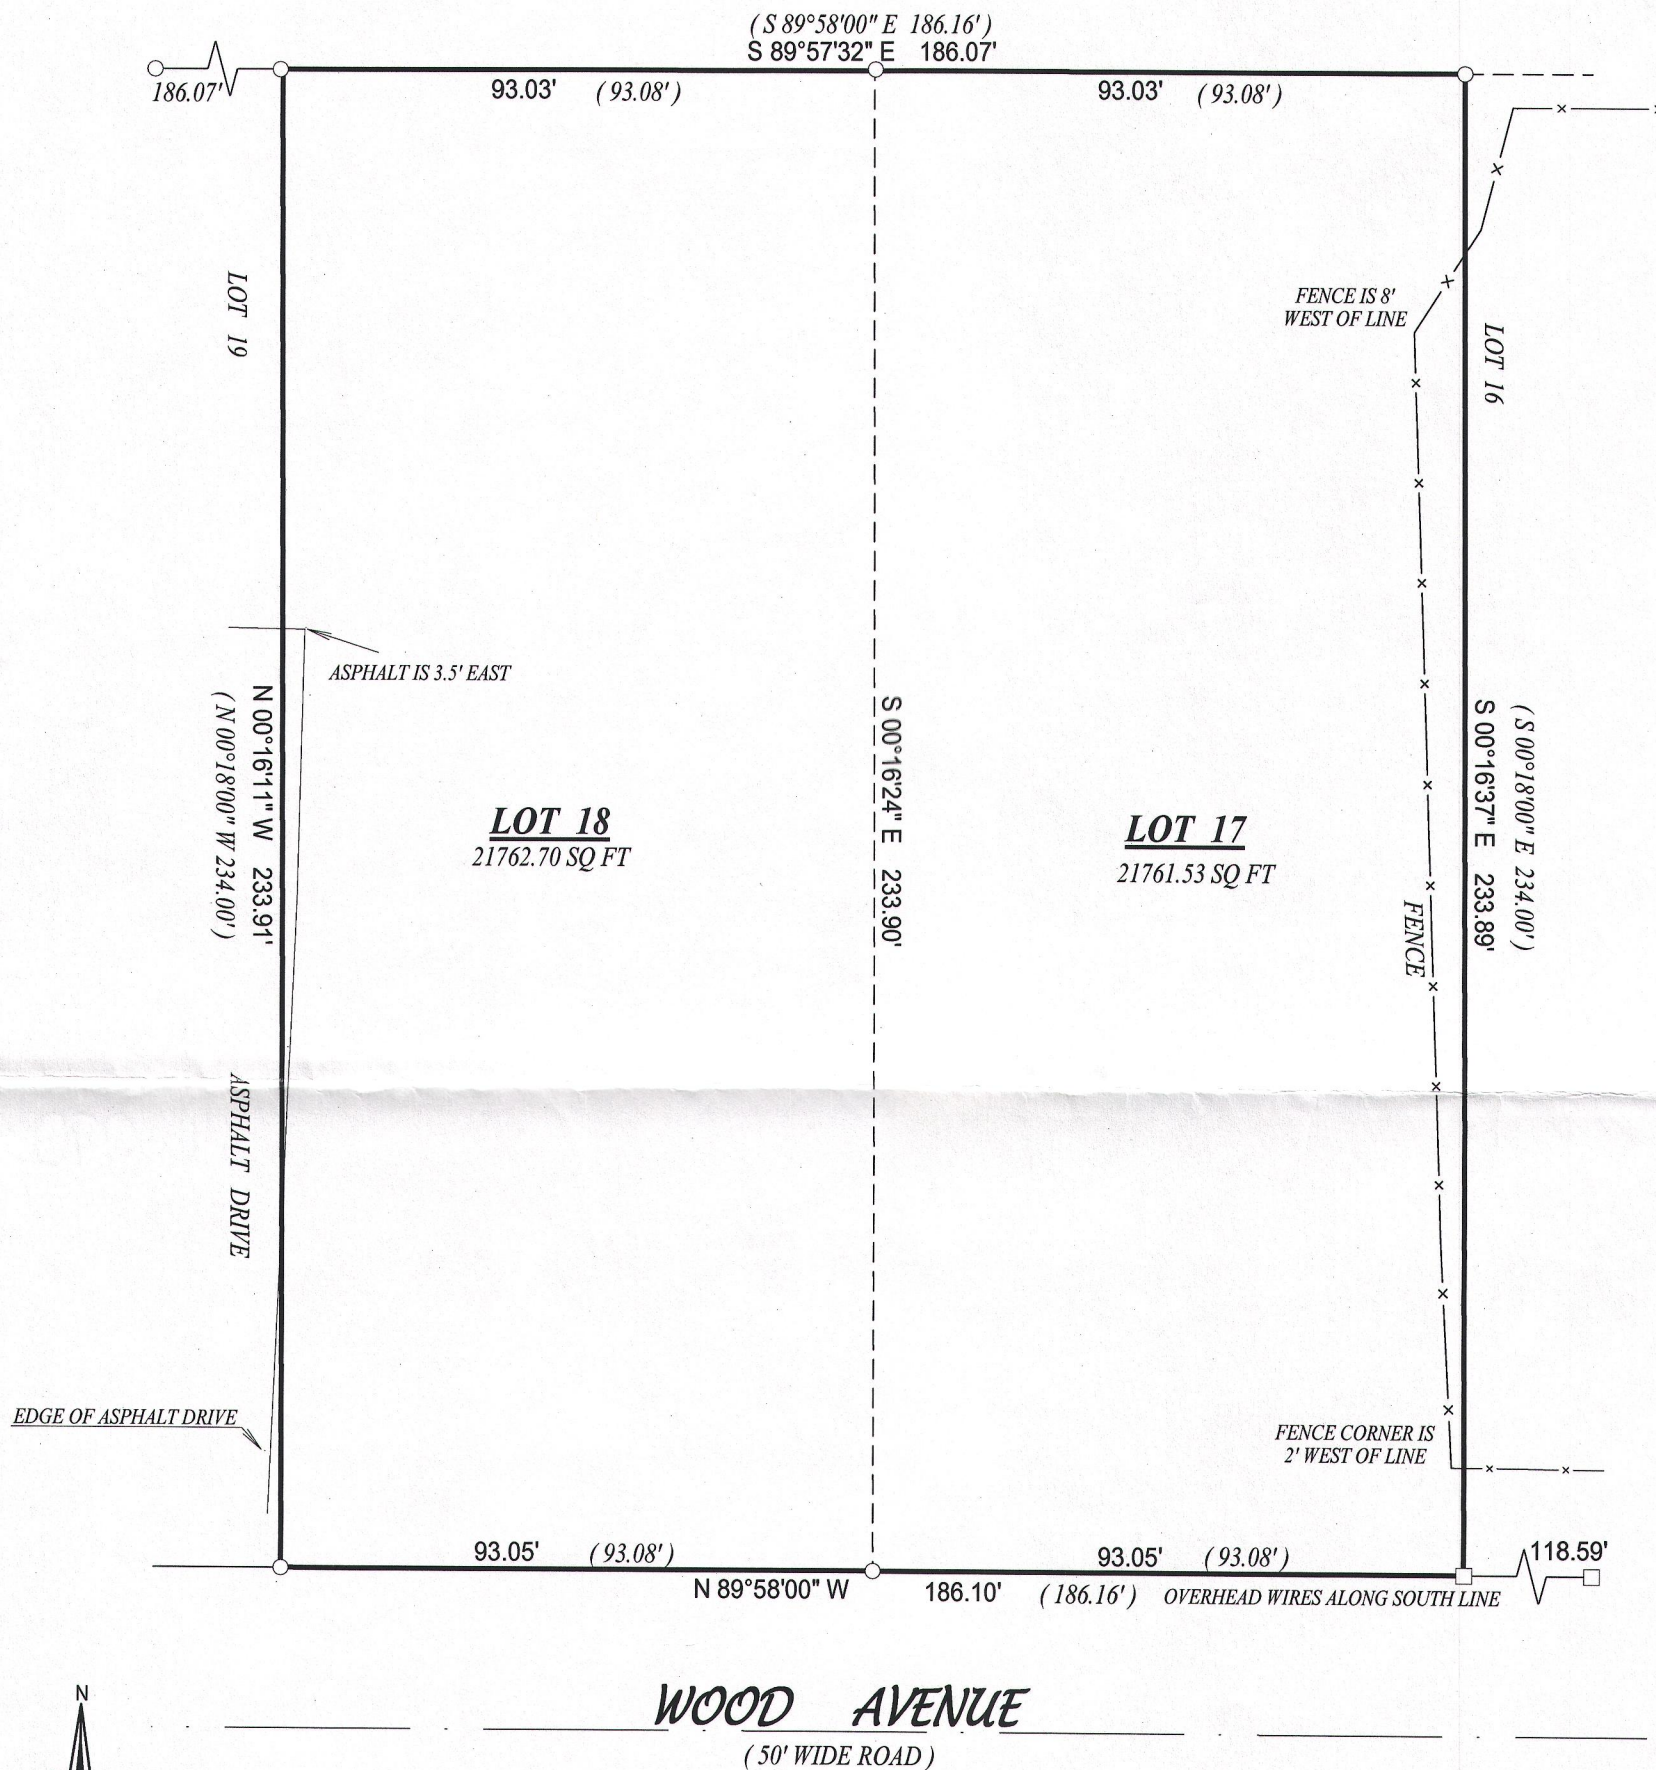 ( S 89°58'00" E 186.16' )
S 89°57'32" E 186.07'
186.07'
93.03' ( 93.08' )
93.03' ( 93.08' )
LOT 19
FENCE IS 8'
WEST OF LINE
LOT 16
ASPHALT IS 3.5' EAST
N 00°16'11" W 233.91'
( N 00°18'00" W 234.00' )
S 00°16'24" E 233.90'
S 00°16'37" E 233.89'
( S 00°18'00" E 234.00' )
LOT 18
21762.70 SQ FT
LOT 17
21761.53 SQ FT
FENCE
ASPHALT DRIVE
EDGE OF ASPHALT DRIVE
FENCE CORNER IS
2' WEST OF LINE
93.05' ( 93.08' )
93.05' ( 93.08' )
118.59'
N 89°58'00" W 186.10' ( 186.16' ) OVERHEAD WIRES ALONG SOUTH LINE
N
WOOD AVENUE
( 50' WIDE ROAD )